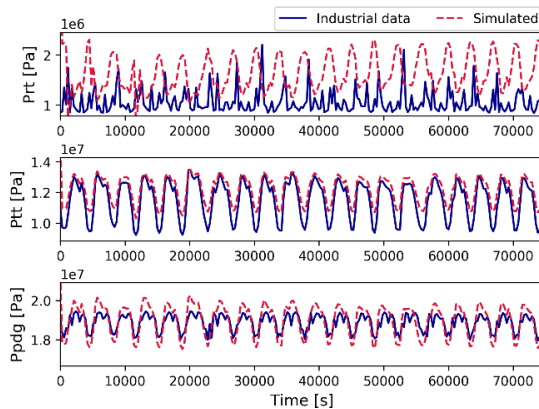 Industrial data Simulated
1e6
Prt [Pa]
2
1
0 10000 20000 30000 40000 50000 60000 70000
1e7
Ptt [Pa]
1.4
1.2
1.0
0 10000 20000 30000 40000 50000 60000 70000
1e7
Ppdg [Pa]
2.0
1.8
0 10000 20000 30000 40000 50000 60000 70000
Time [s]